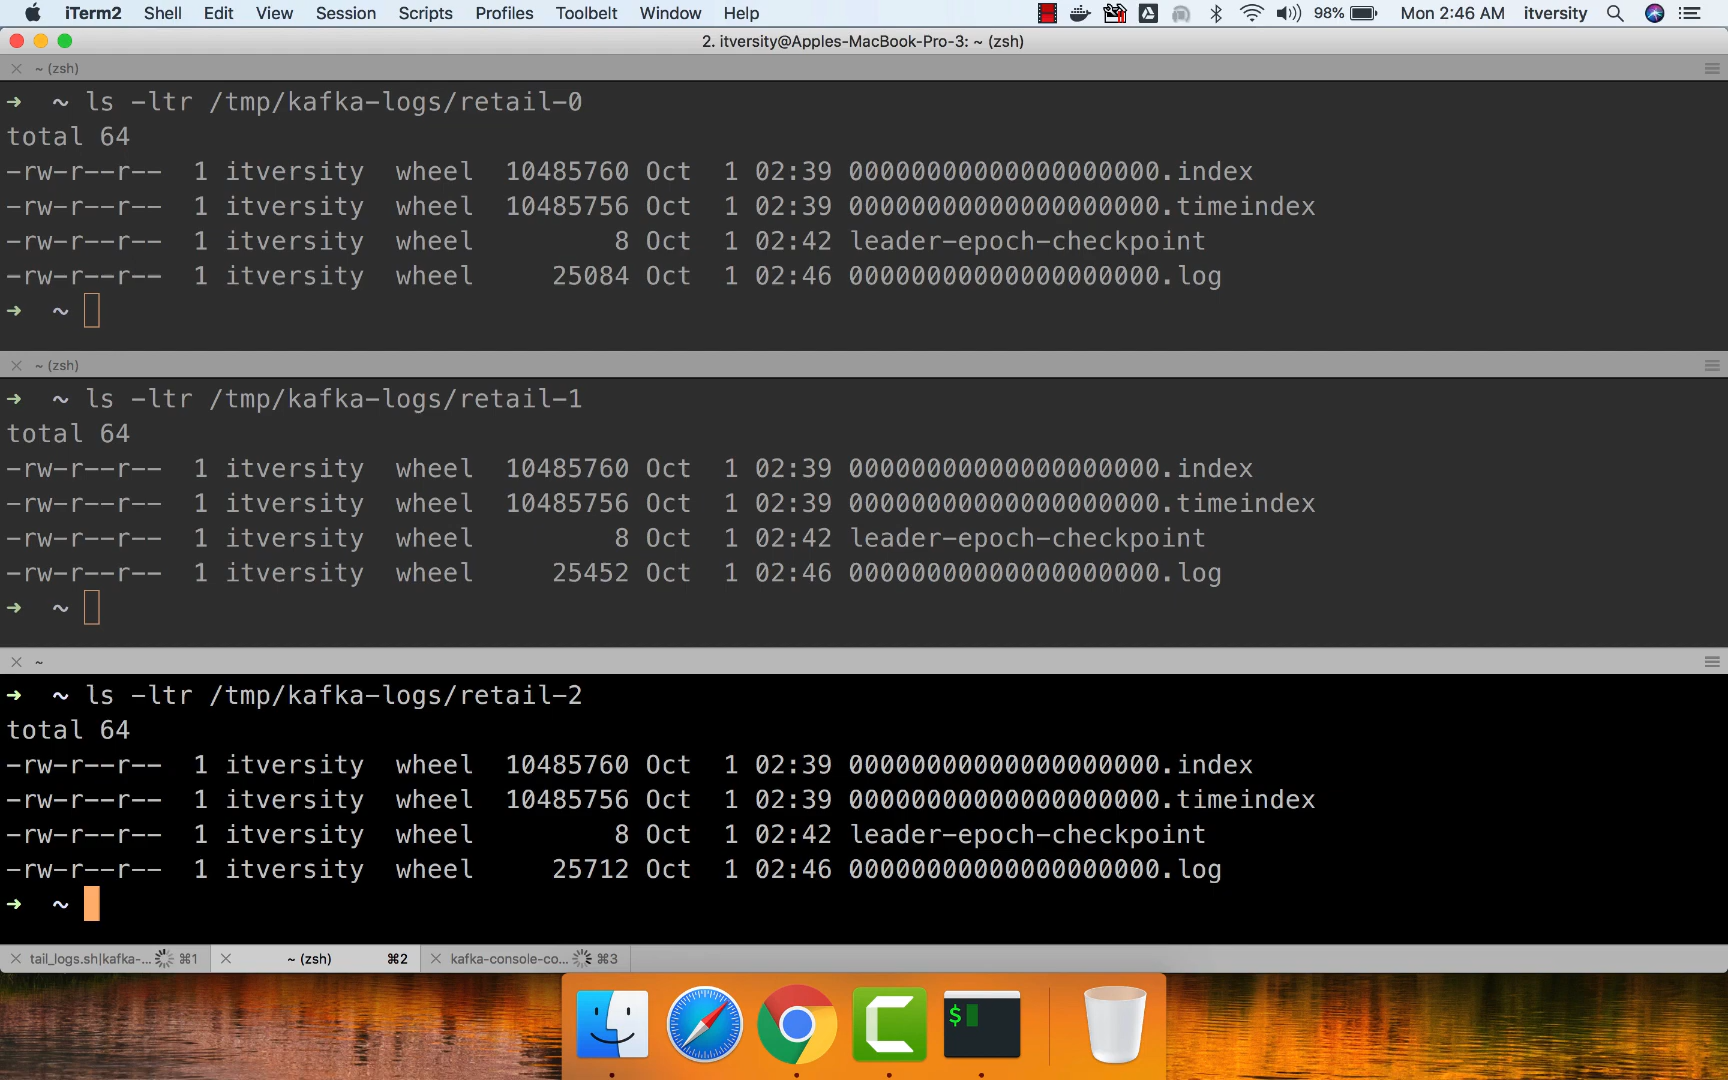 iTerm2 Shell Edit View Session Scripts Profiles Toolbelt Window Help 98% Mon 2:46 AM itversity
2. itversity@Apples-MacBook-Pro-3: ~ (zsh)
~ (zsh)
➜ ~ ls -ltr /tmp/kafka-logs/retail-0
total 64
-rw-r--r-- 1 itversity wheel 10485760 Oct 1 02:39 00000000000000000000.index
-rw-r--r-- 1 itversity wheel 10485756 Oct 1 02:39 00000000000000000000.timeindex
-rw-r--r-- 1 itversity wheel 8 Oct 1 02:42 leader-epoch-checkpoint
-rw-r--r-- 1 itversity wheel 25084 Oct 1 02:46 00000000000000000000.log
➜ ~
~ (zsh)
➜ ~ ls -ltr /tmp/kafka-logs/retail-1
total 64
-rw-r--r-- 1 itversity wheel 10485760 Oct 1 02:39 00000000000000000000.index
-rw-r--r-- 1 itversity wheel 10485756 Oct 1 02:39 00000000000000000000.timeindex
-rw-r--r-- 1 itversity wheel 8 Oct 1 02:42 leader-epoch-checkpoint
-rw-r--r-- 1 itversity wheel 25452 Oct 1 02:46 00000000000000000000.log
➜ ~
~
➜ ~ ls -ltr /tmp/kafka-logs/retail-2
total 64
-rw-r--r-- 1 itversity wheel 10485760 Oct 1 02:39 00000000000000000000.index
-rw-r--r-- 1 itversity wheel 10485756 Oct 1 02:39 00000000000000000000.timeindex
-rw-r--r-- 1 itversity wheel 8 Oct 1 02:42 leader-epoch-checkpoint
-rw-r--r-- 1 itversity wheel 25712 Oct 1 02:46 00000000000000000000.log
➜ ~
tail_logs.sh|kafka-... ⌘1 ~ (zsh) ⌘2 kafka-console-co... ⌘3
$